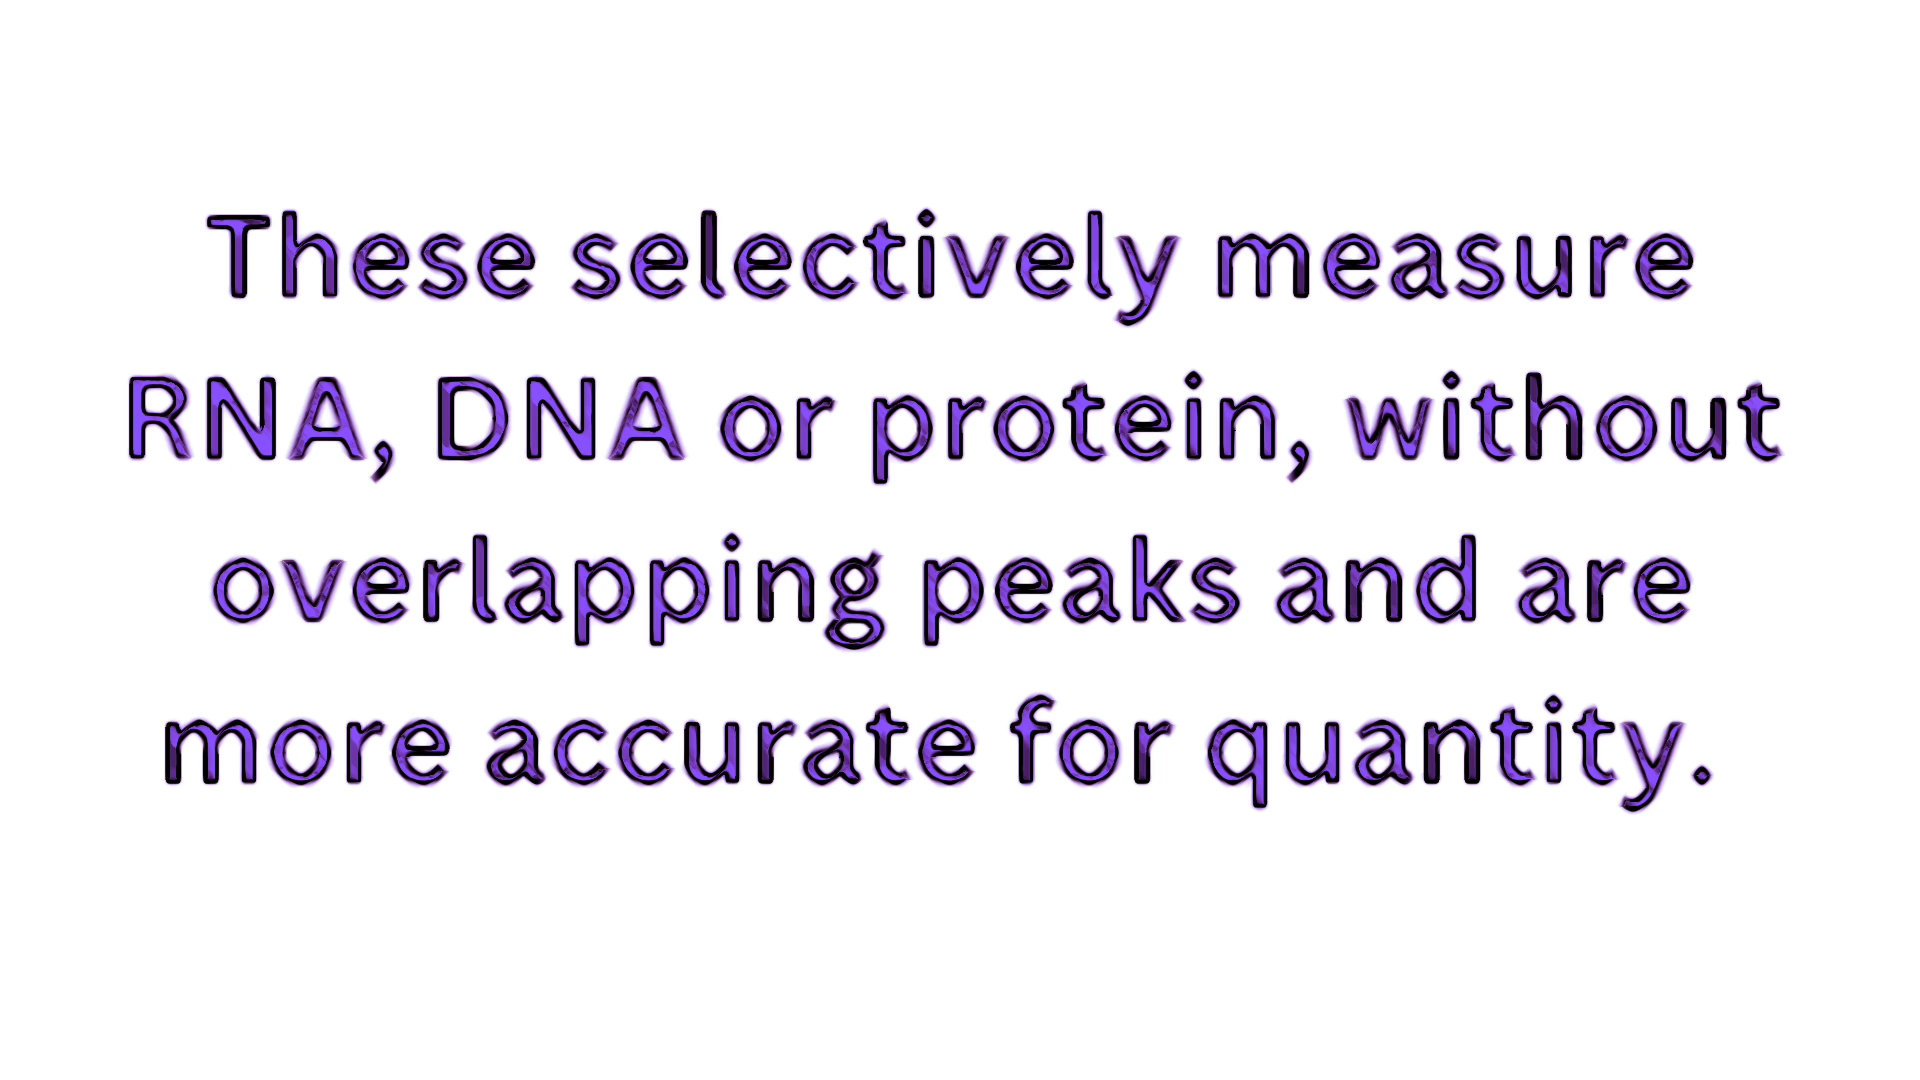 These selectively measure
RNA, DNA or protein, without
overlapping peaks and are
more accurate for quantity.